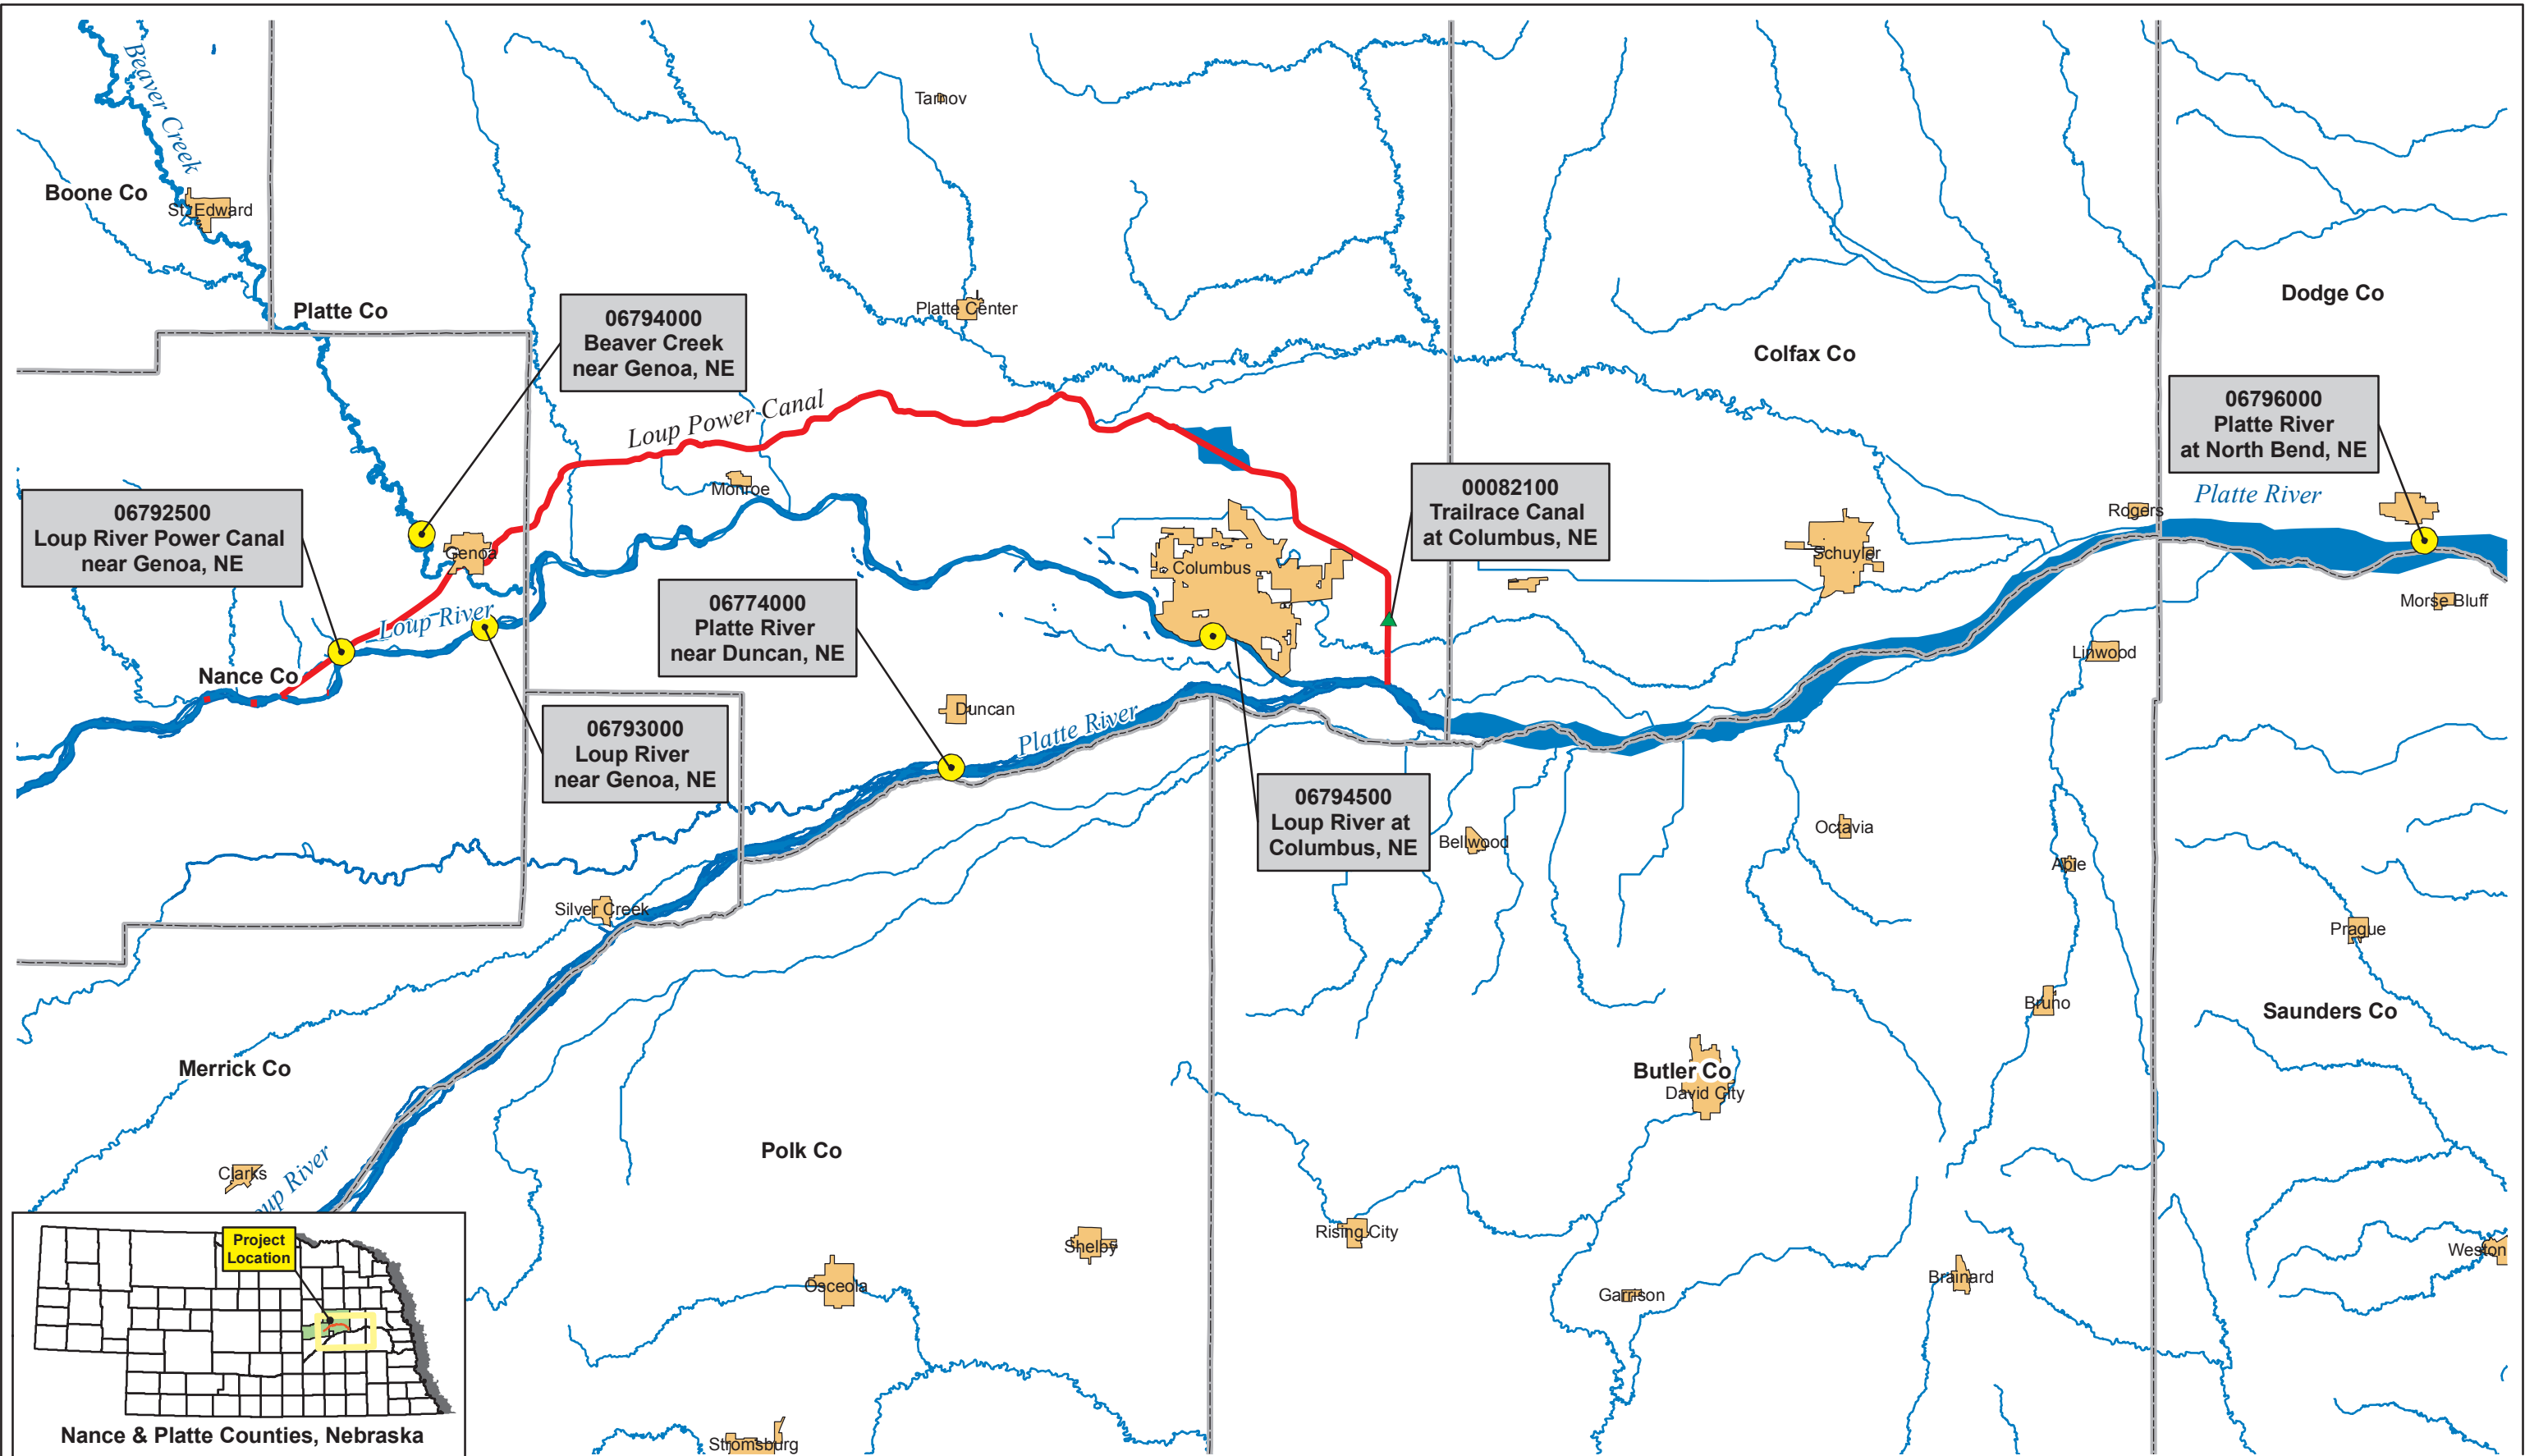 Beaver Creek
Tarnov
Boone Co
St. Edward
Platte Co
Platte Center
Dodge Co
Colfax Co
06794000
Beaver Creek
near Genoa, NE
Loup Power Canal
06796000
Platte River
at North Bend, NE
Platte River
Rogers
Monroe
06792500
Loup River Power Canal
near Genoa, NE
Genoa
00082100
Trailrace Canal
at Columbus, NE
Columbus
Schuyler
Morse Bluff
Loup River
06774000
Platte River
near Duncan, NE
Linwood
Nance Co
Duncan
Platte River
06793000
Loup River
near Genoa, NE
06794500
Loup River at
Columbus, NE
Bellwood
Octavia
Abie
Silver Creek
Prague
Bruno
Saunders Co
Merrick Co
Butler Co
David City
Polk Co
Clarks
oup River
Rising City
Shelby
Weston
Osceola
Garrison
Brainard
Stromsburg
Project
Location
Nance & Platte Counties, Nebraska